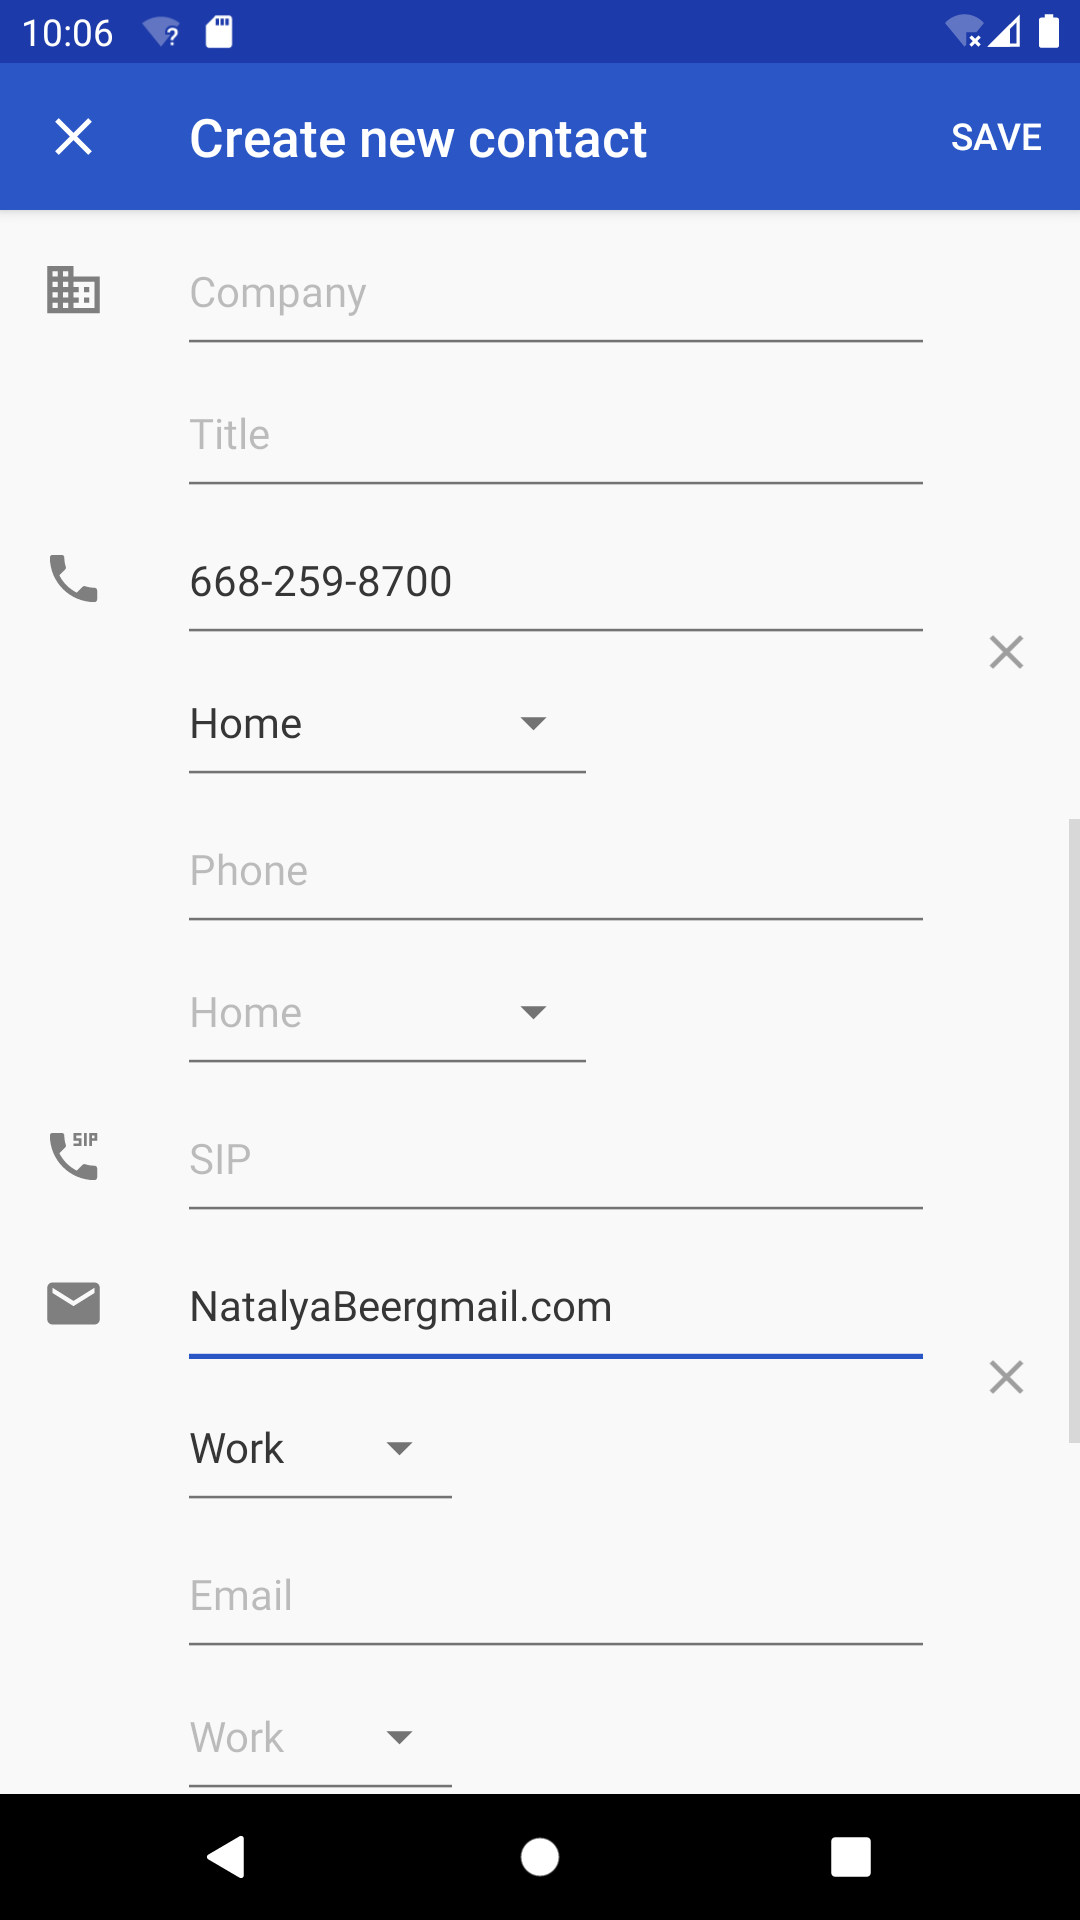 10:06
Create new contact
SAVE
Company
Title
668-259-8700
Home
Phone
Home
SIP
SIP
NatalyaBeergmail.com
Work
Email
Work